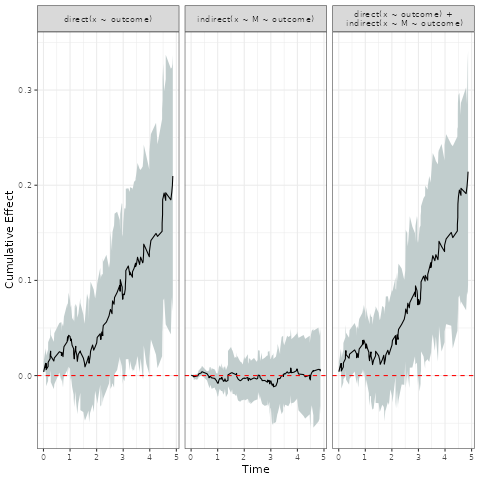 direct(x ~ outcome)
indirect(x ~ M ~ outcome)
direct(x ~ outcome) +
indirect(x ~ M ~ outcome)
Cumulative Effect
0.3
0.2
0.1
0.0
0 1 2 3 4 5
0 1 2 3 4 5
0 1 2 3 4 5
Time